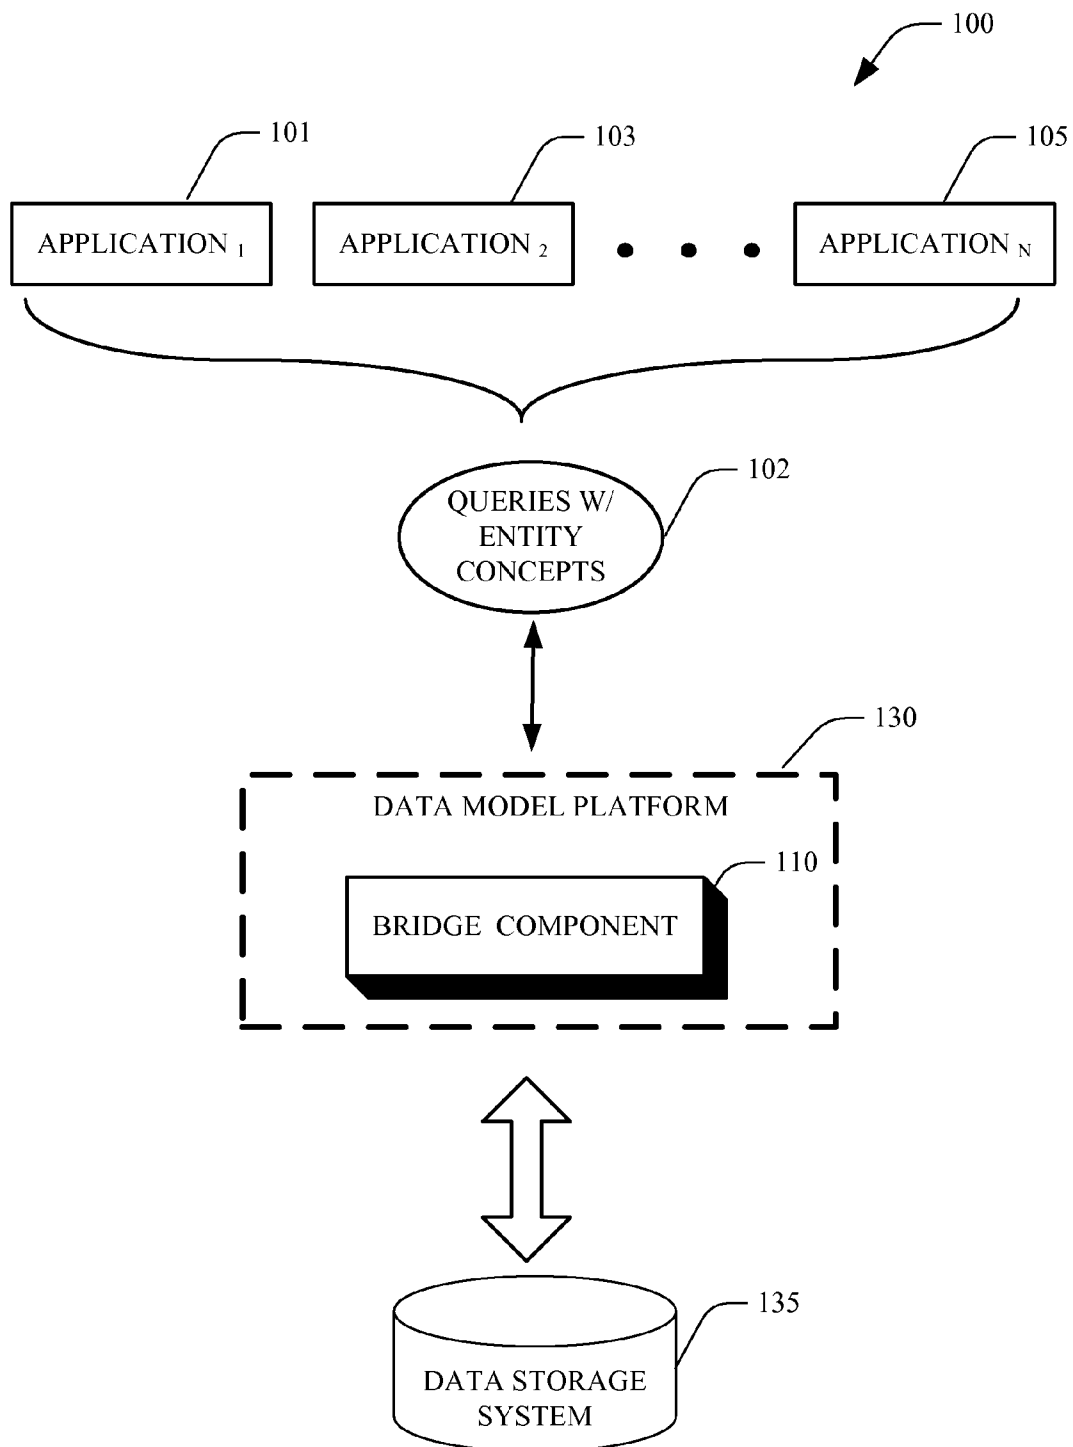 100
101
103
105
APPLICATION 1
APPLICATION 2
APPLICATION N
102
QUERIES W/
ENTITY
CONCEPTS
130
DATA MODEL PLATFORM
110
BRIDGE COMPONENT
135
DATA STORAGE
SYSTEM